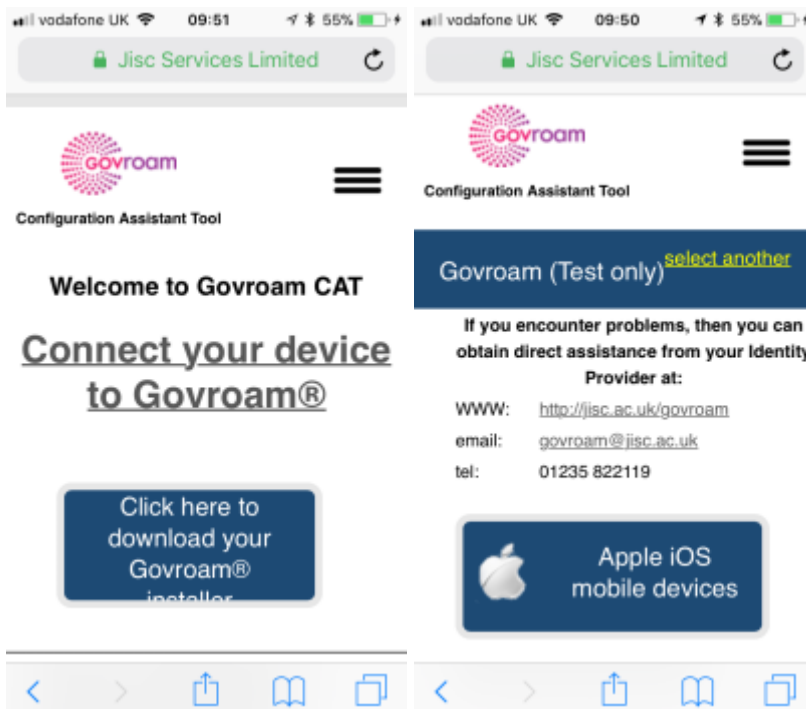 vodafone UK 09:51 55%
Jisc Services Limited
GOVroam
Configuration Assistant Tool
Welcome to Govroam CAT
Connect your device
to Govroam®
Click here to
download your
Govroam®
installer
vodafone UK 09:50 55%
Jisc Services Limited
GOVroam
Configuration Assistant Tool
Govroam (Test only) select another
If you encounter problems, then you can
obtain direct assistance from your Identity
Provider at:
WWW: http://jisc.ac.uk/govroam
email: govroam@jisc.ac.uk
tel: 01235 822119
Apple iOS
mobile devices